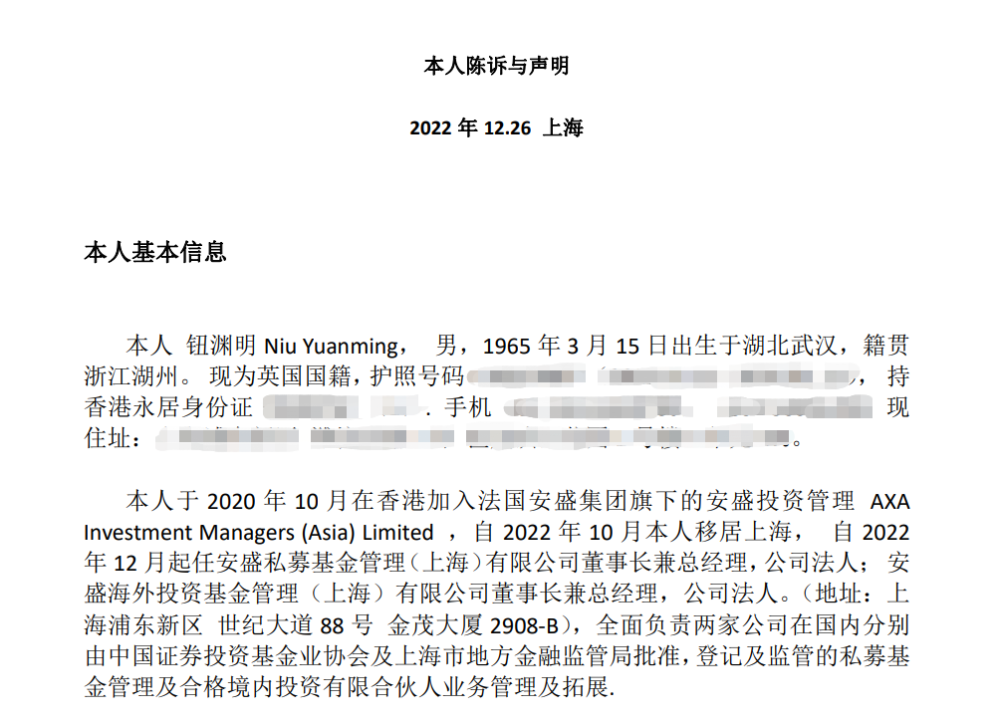 本人陈诉与声明
2022 年 12.26 上海
本人基本信息
本人 钮渊明 Niu Yuanming， 男，1965 年 3 月 15 日出生于湖北武汉，籍贯
浙江湖州。 现为英国国籍，护照号码 ， 持
香港永居身份证 . 手机 现
住址： 。
本人于 2020 年 10 月在香港加入法国安盛集团旗下的安盛投资管理 AXA
Investment Managers (Asia) Limited ，自 2022 年 10 月本人移居上海， 自 2022
年 12 月起任安盛私募基金管理（上海）有限公司董事长兼总经理，公司法人； 安
盛海外投资基金管理（上海）有限公司董事长兼总经理，公司法人。（地址：上
海浦东新区 世纪大道 88 号 金茂大厦 2908-B），全面负责两家公司在国内分别
由中国证券投资基金业协会及上海市地方金融监管局批准，登记及监管的私募基
金管理及合格境内投资有限合伙人业务管理及拓展.